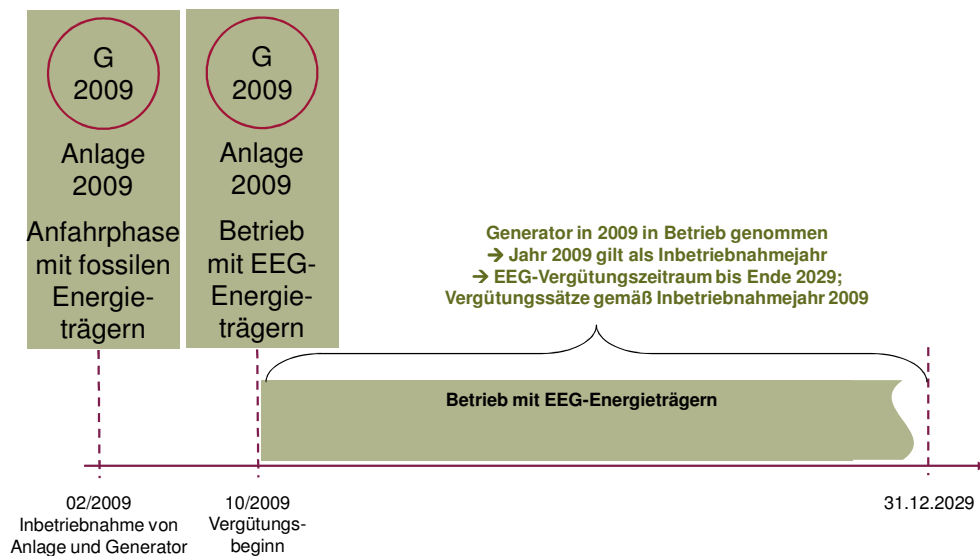 G
2009
Anlage
2009
Anfahrphase
mit fossilen
Energie-
trägern
G
2009
Anlage
2009
Betrieb
mit EEG-
Energie-
trägern
Generator in 2009 in Betrieb genommen
→ Jahr 2009 gilt als Inbetriebnahmejahr
→ EEG-Vergütungszeitraum bis Ende 2029;
Vergütungssätze gemäß Inbetriebnahmejahr 2009
Betrieb mit EEG-Energieträgern
02/2009
Inbetriebnahme von
Anlage und Generator
10/2009
Vergütungs-
beginn
31.12.2029